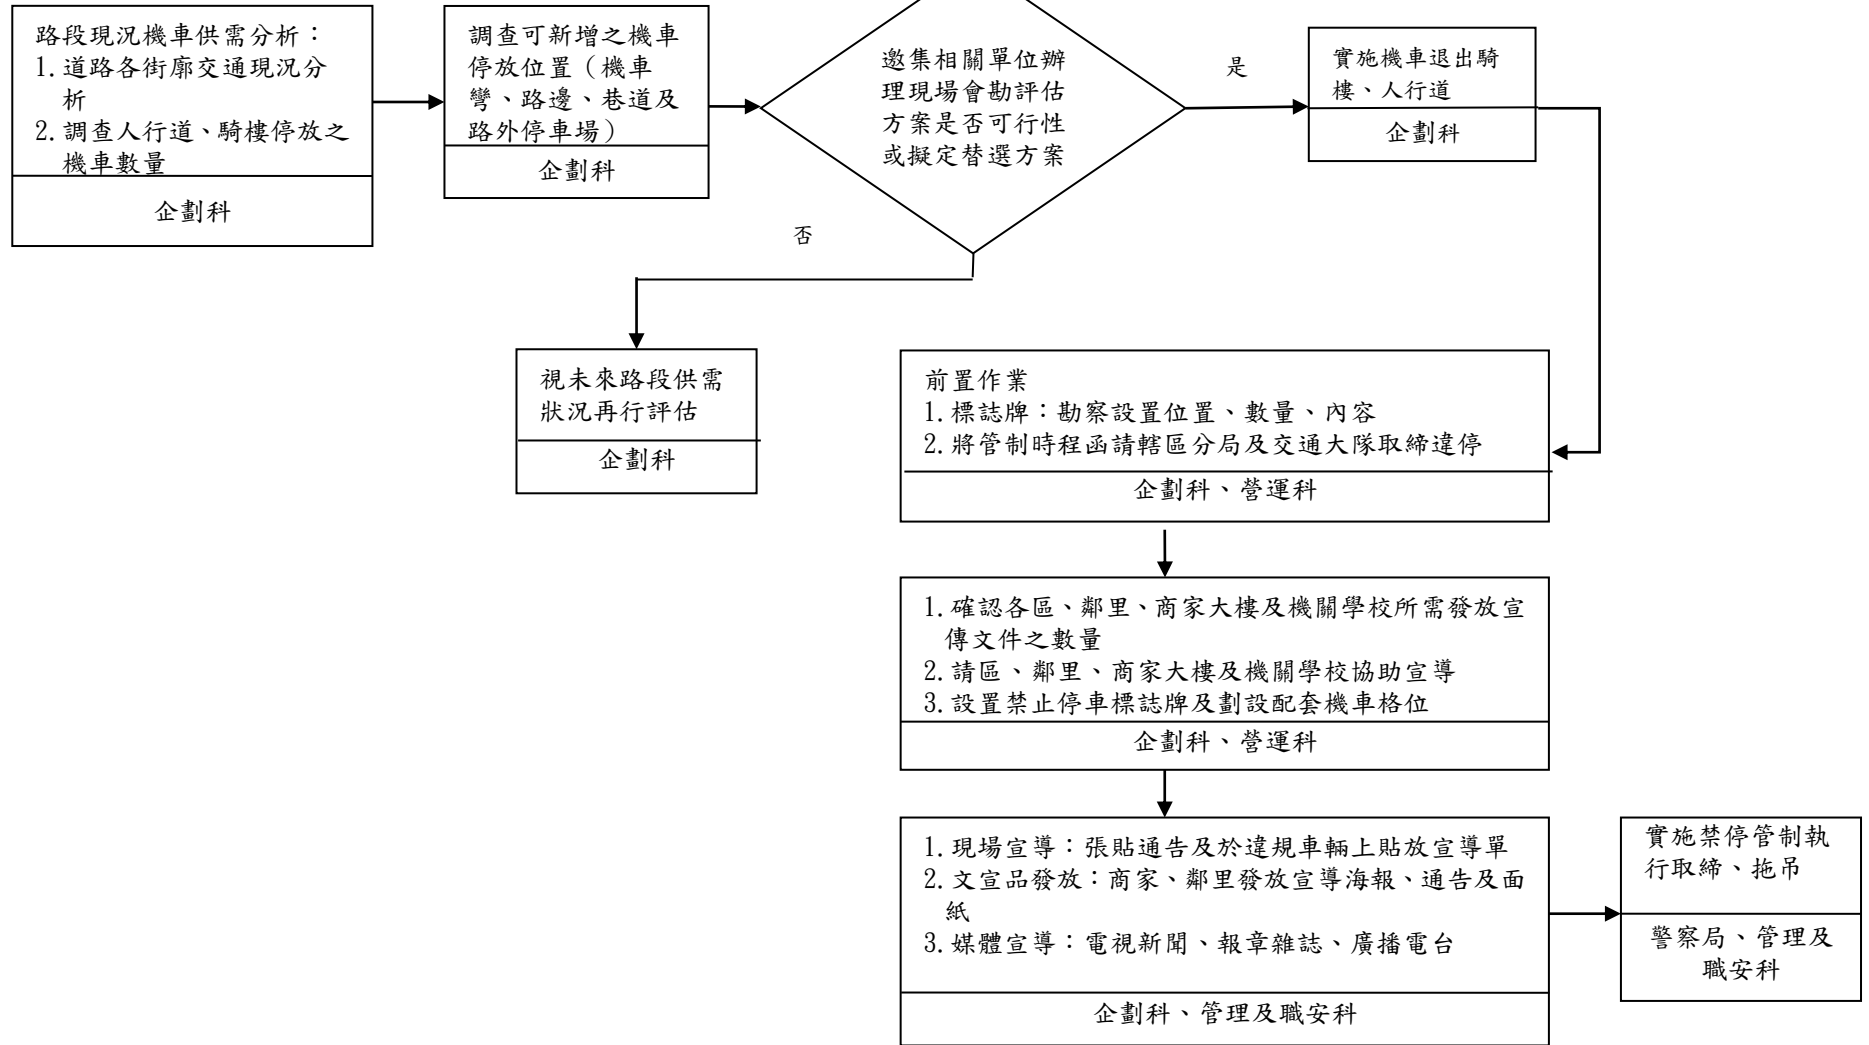 路段現況機車供需分析：
1.道路各街廓交通現況分
析
2.調查人行道、騎樓停放之
機車數量
企劃科
調查可新增之機車
停放位置（機車
彎、路邊、巷道及
路外停車場）
企劃科
邀集相關單位辦
理現場會勘評估
方案是否可行性
或擬定替選方案
是
實施機車退出騎
樓、人行道
企劃科
否
視未來路段供需
狀況再行評估
企劃科
前置作業
1.標誌牌：勘察設置位置、數量、內容
2.將管制時程函請轄區分局及交通大隊取締違停
企劃科、營運科
1.確認各區、鄰里、商家大樓及機關學校所需發放宣
傳文件之數量
2.請區、鄰里、商家大樓及機關學校協助宣導
3.設置禁止停車標誌牌及劃設配套機車格位
企劃科、營運科
1.現場宣導：張貼通告及於違規車輛上貼放宣導單
2.文宣品發放：商家、鄰里發放宣導海報、通告及面
紙
3.媒體宣導：電視新聞、報章雜誌、廣播電台
企劃科、管理及職安科
實施禁停管制執
行取締、拖吊
警察局、管理及
職安科